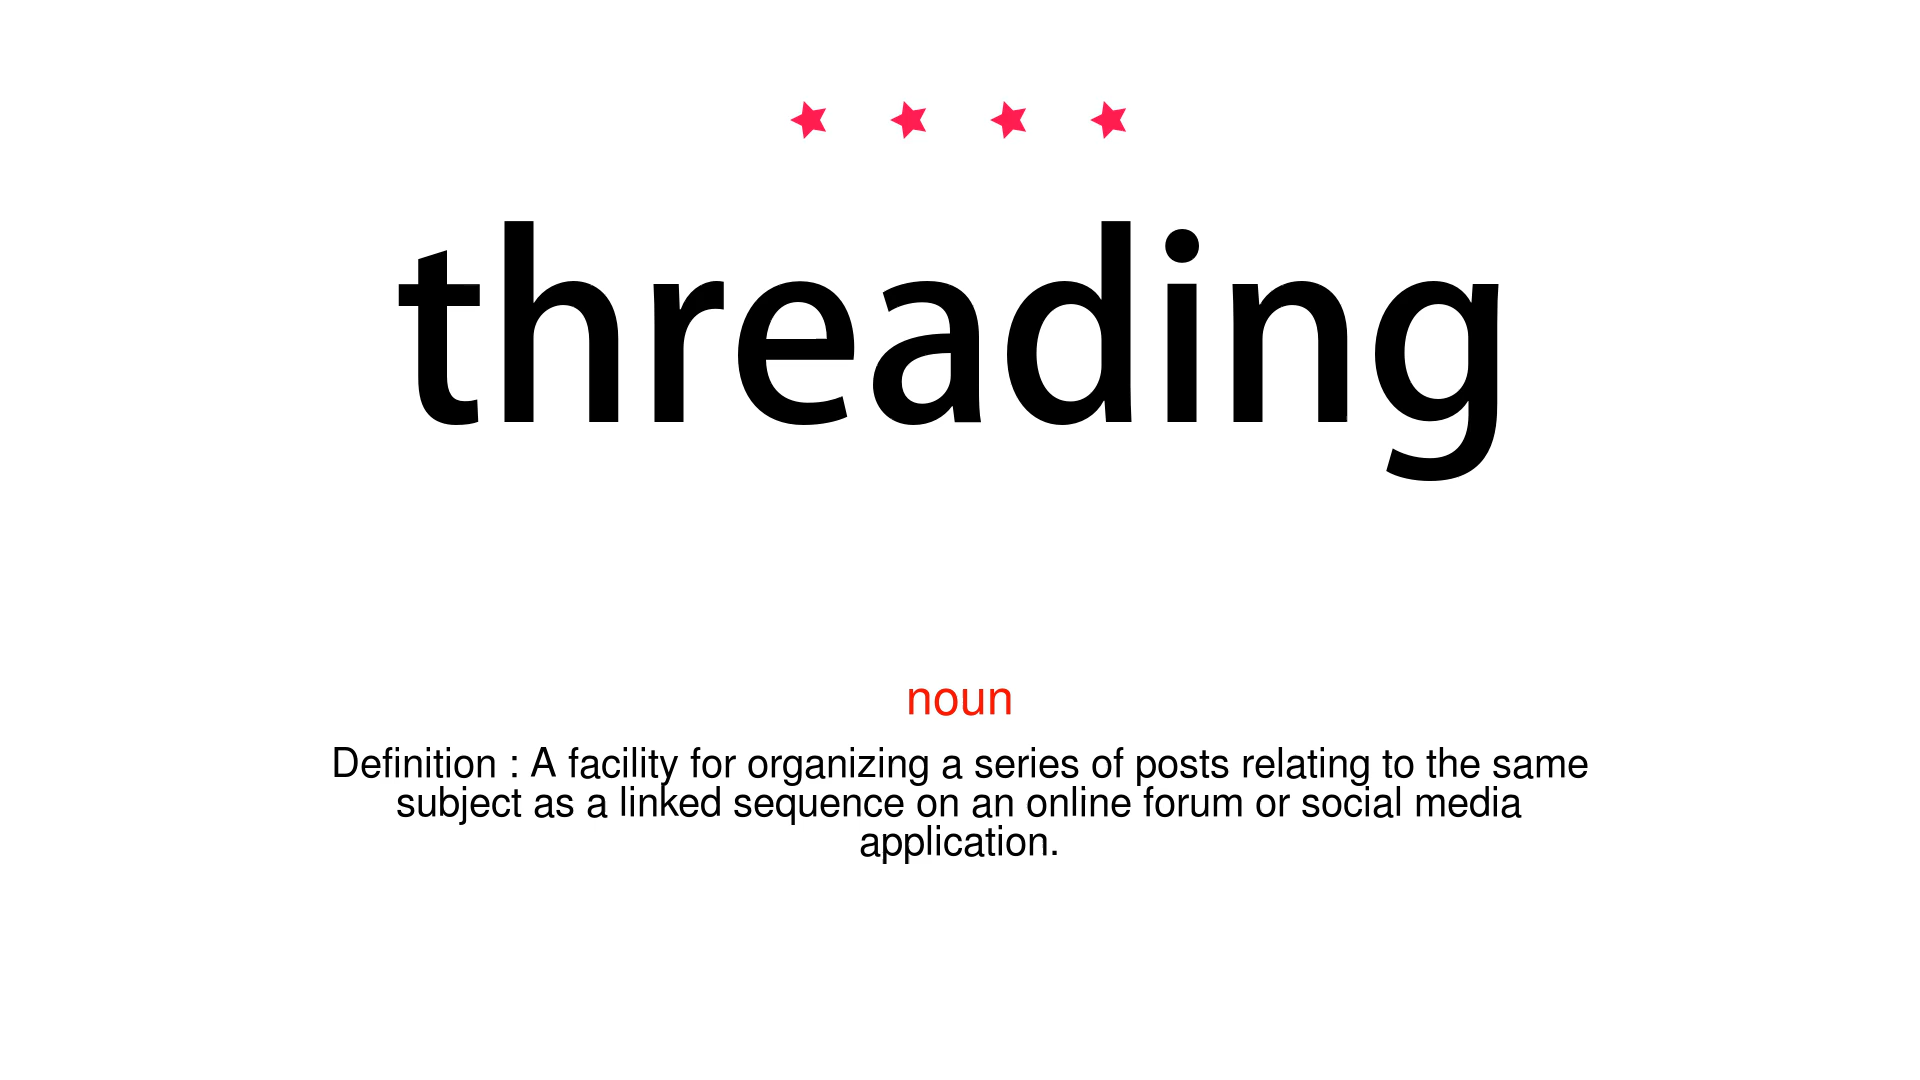 threading
noun
Definition : A facility for organizing a series of posts relating to the same
subject as a linked sequence on an online forum or social media
application.